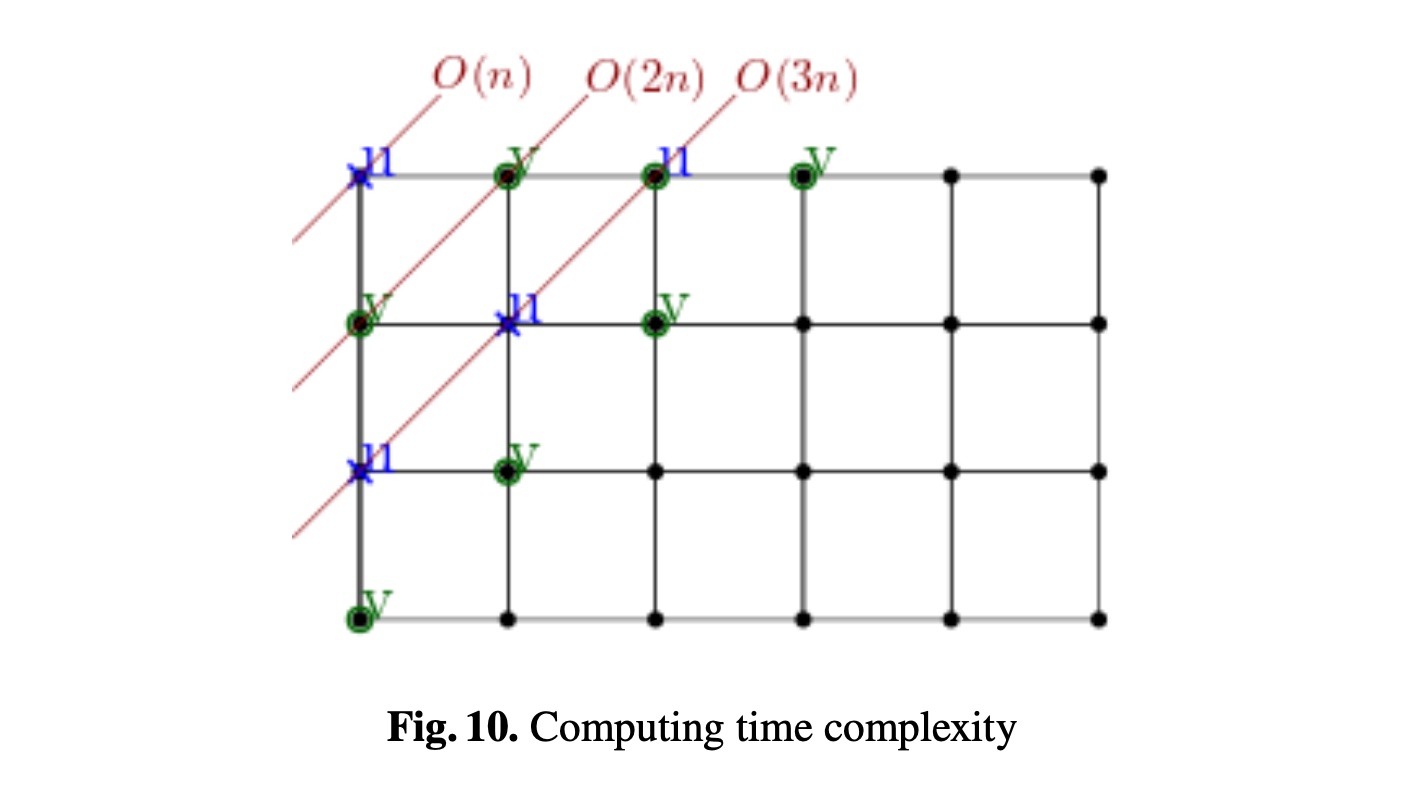 O(n) O(2n) O(3n)
u v u v
v u v
u v
v
Fig. 10. Computing time complexity